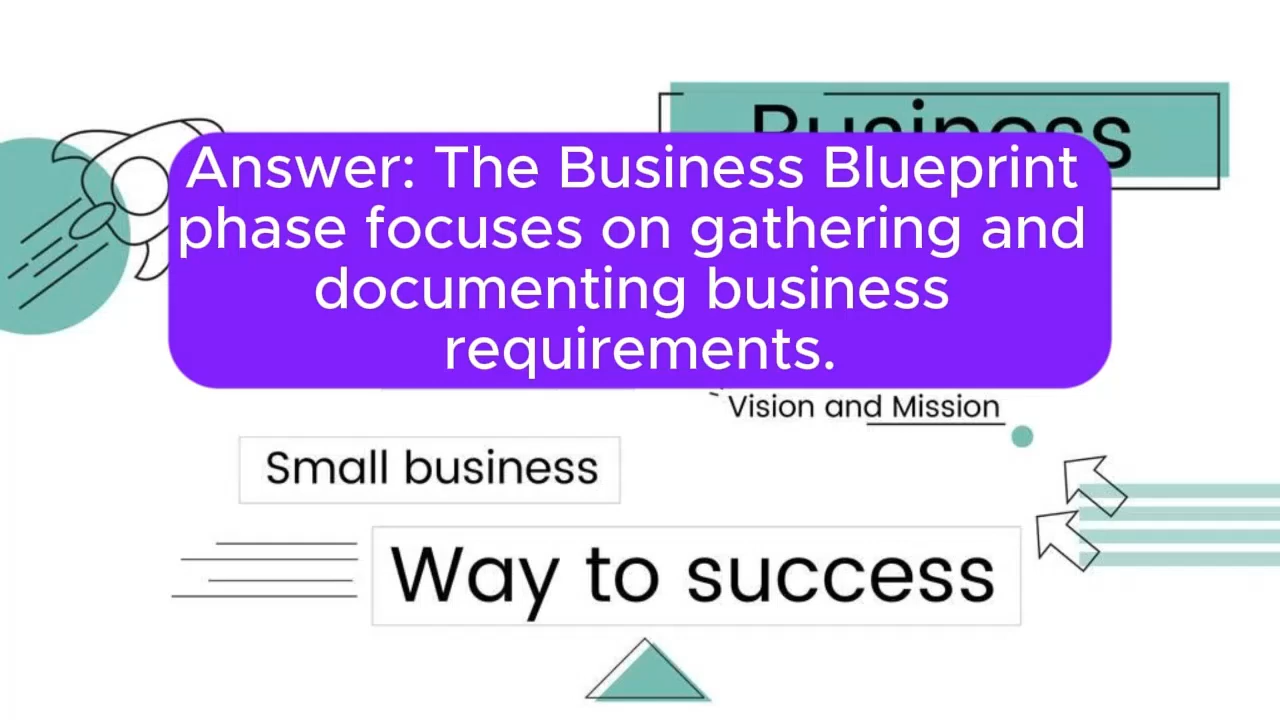 Business
Answer: The Business Blueprint
phase focuses on gathering and
documenting business
requirements.
Vision and Mission
Small business
Way to success